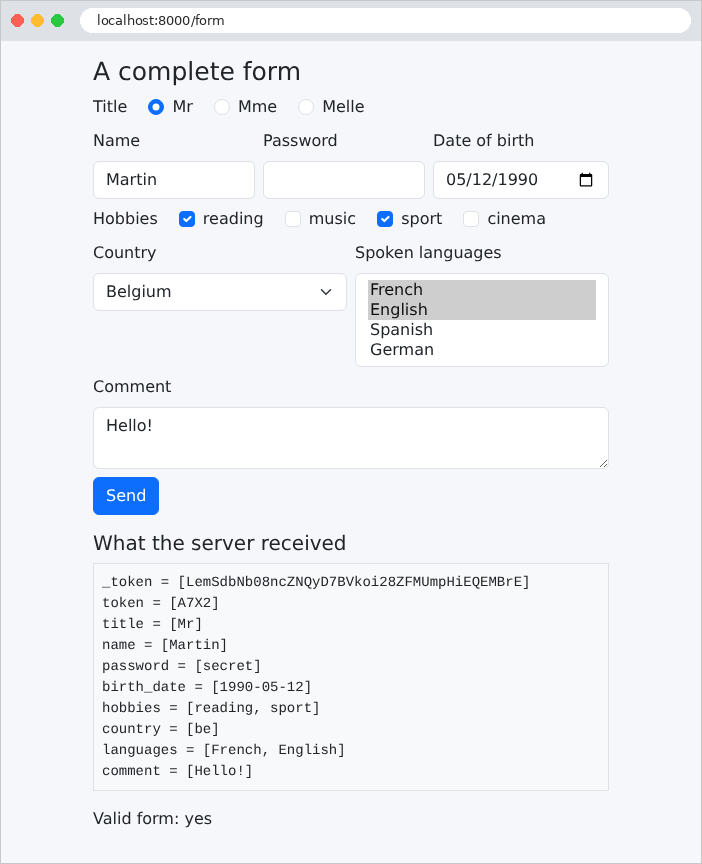 localhost:8000/form
A complete form
Title Mr Mme Melle
Name Password Date of birth
Martin 05/12/1990
Hobbies reading music sport cinema
Country Spoken languages
Belgium
French
English
Spanish
German
Comment
Hello!
Send
What the server received
_token = [LemSdbNb08ncZNQyD7BVkoi28ZFMUmpHiEQEMBrE]
token = [A7X2]
title = [Mr]
name = [Martin]
password = [secret]
birth_date = [1990-05-12]
hobbies = [reading, sport]
country = [be]
languages = [French, English]
comment = [Hello!]
Valid form: yes